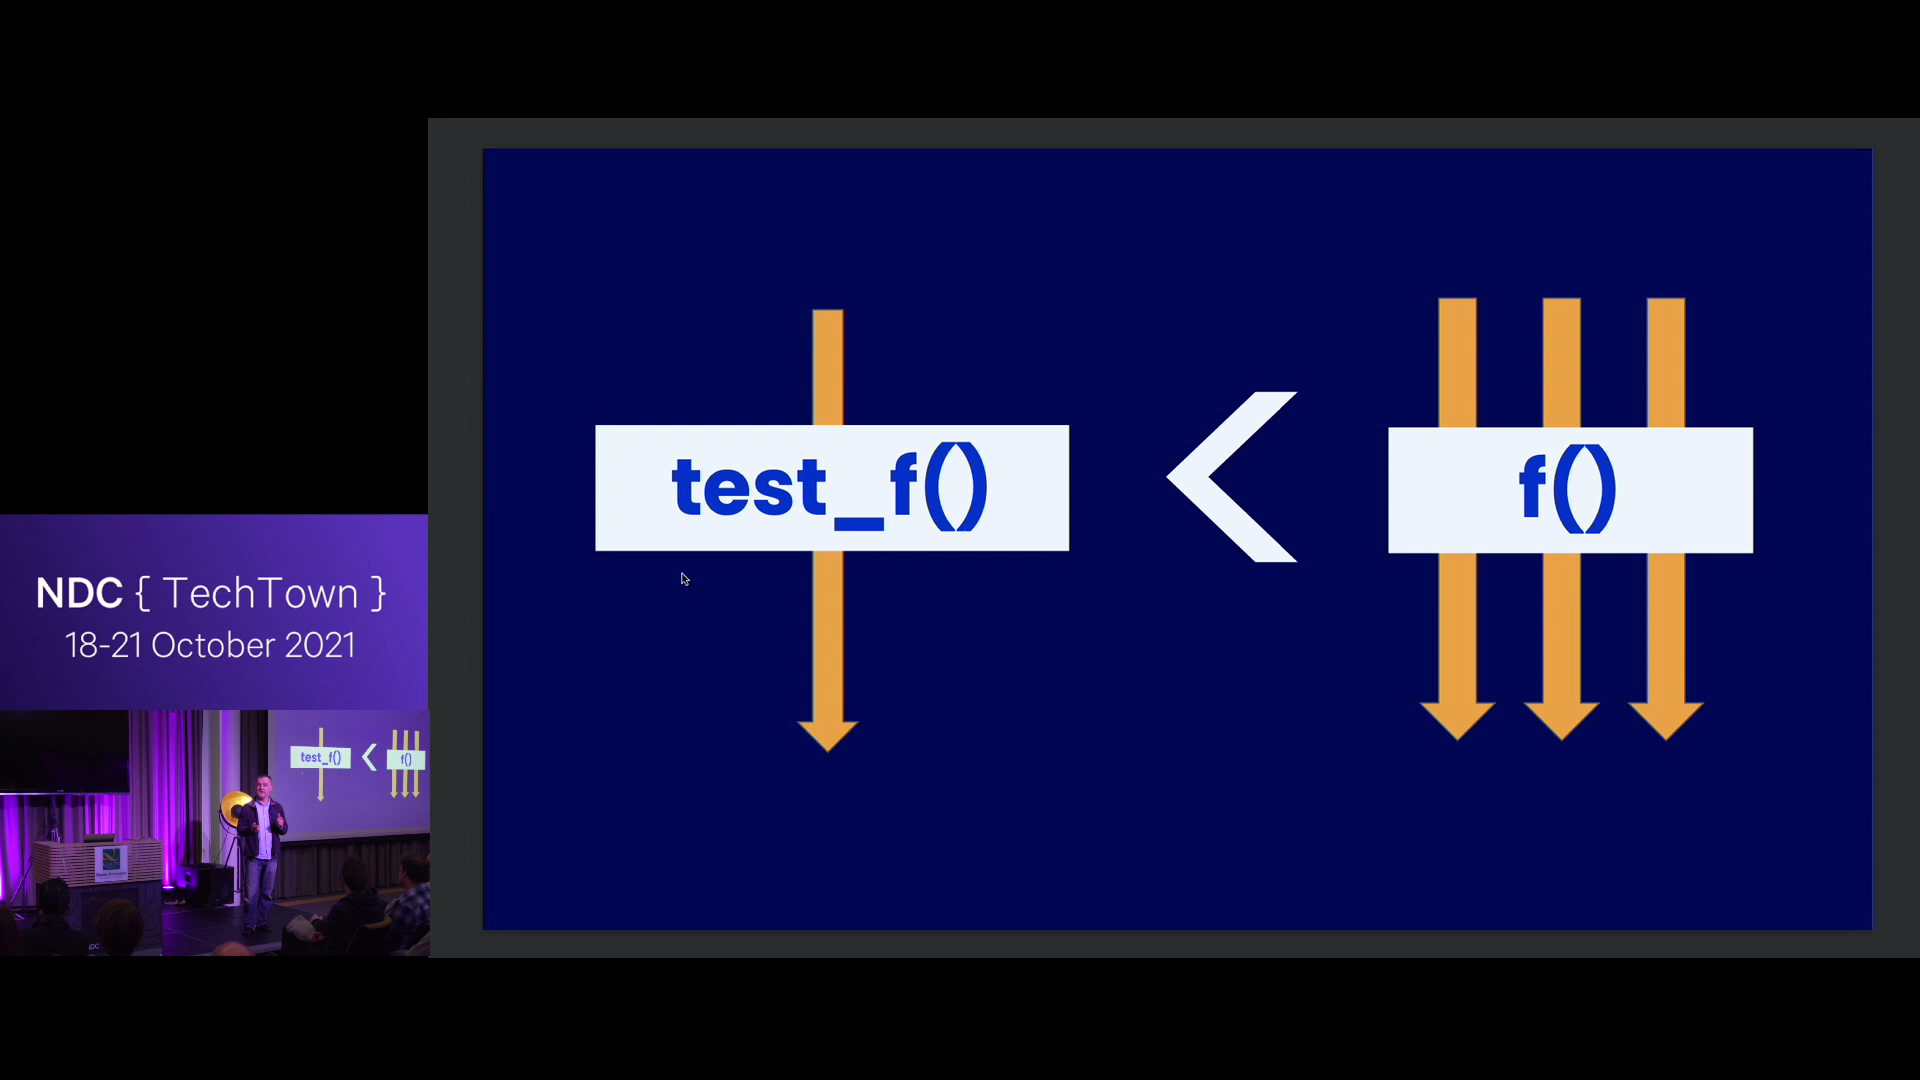 test_f()
<
f()
NDC { TechTown }
18-21 October 2021
test_f()
<
f()